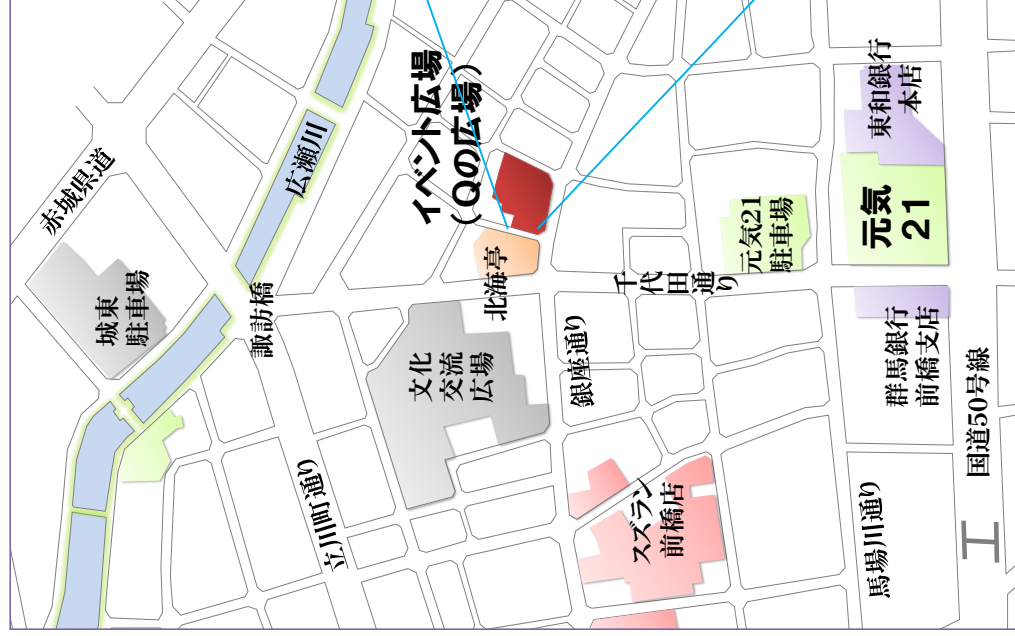 赤城県道
広瀬川
イベント広場
（Qの広場）
東和銀行
本店
元気
21
元気21
駐車場
城東
駐車場
諏訪橋
北海亭
千代田通り
文化
交流
広場
銀座通り
群馬銀行
前橋支店
国道50号線
立川町通り
スズラン
前橋店
馬場川通り